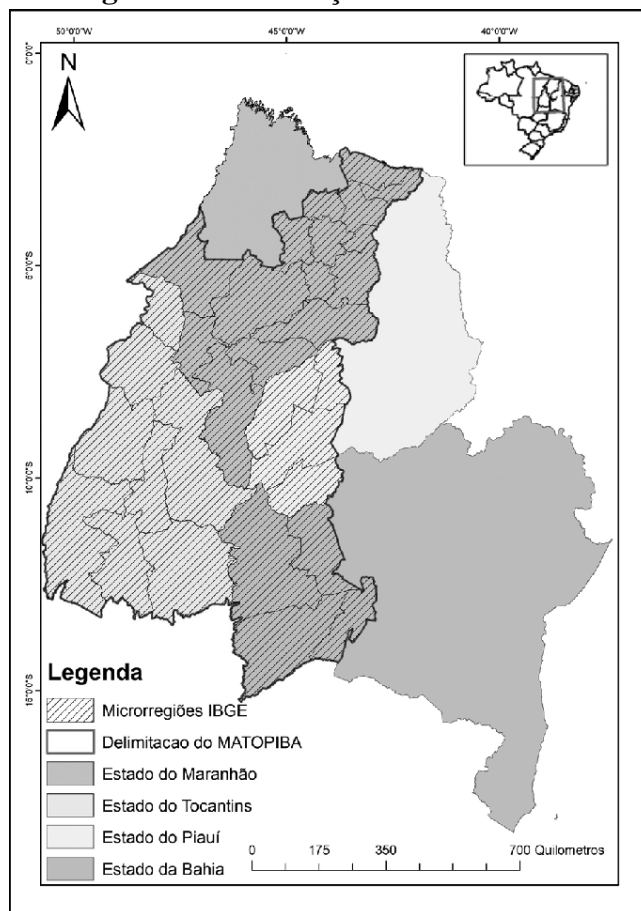 50°0'0"W 45°0'0"W 40°0'0"W
0°0'0"
5°0'0"S
10°0'0"S
15°0'0"S
Legenda
Microrregiões IBGE
Delimitacao do MATOPIBA
Estado do Maranhão
Estado do Tocantins
Estado do Piauí
Estado da Bahia
0 175 350 700 Quilometros